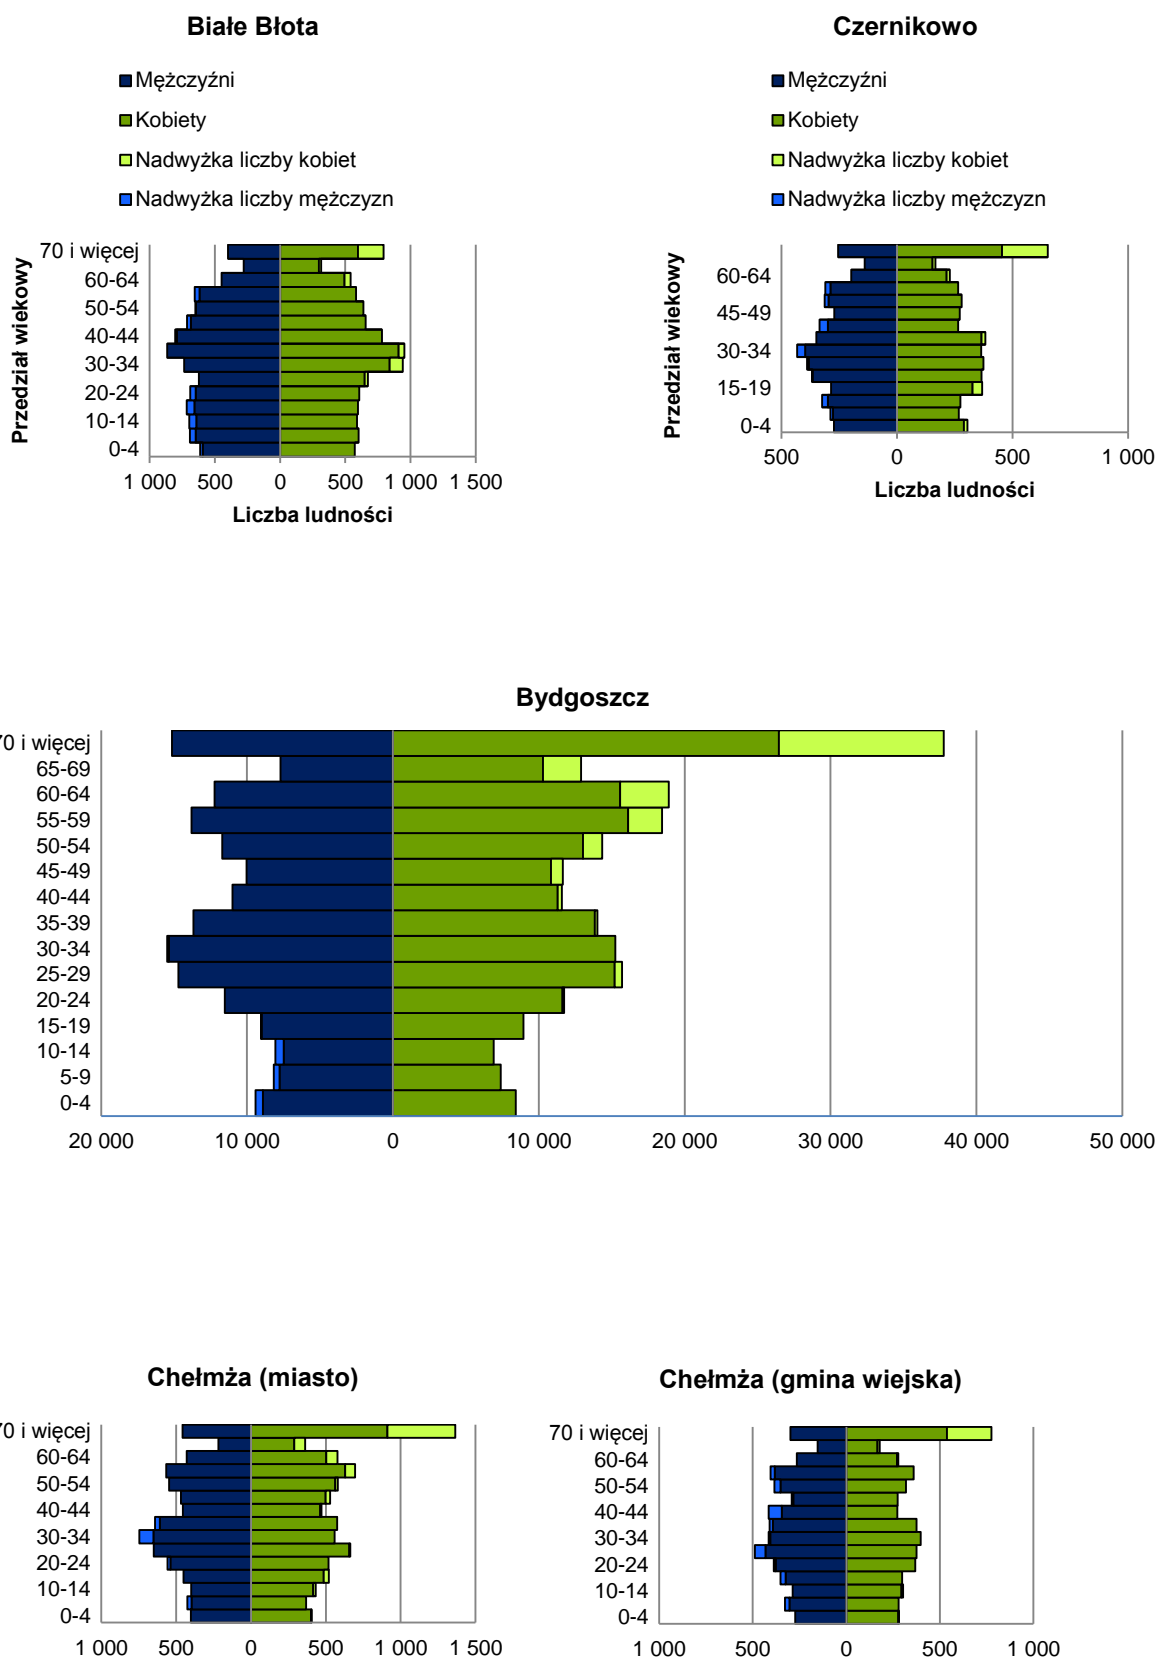 Białe Błota
Mężczyźni
Kobiety
Nadwyżka liczby kobiet
Nadwyżka liczby mężczyzn
Przedział wiekowy
70 i więcej
60-64
50-54
40-44
30-34
20-24
10-14
0-4
1 000 500 0 500 1 000 1 500
Liczba ludności
Czernikowo
Mężczyźni
Kobiety
Nadwyżka liczby kobiet
Nadwyżka liczby mężczyzn
Przedział wiekowy
60-64
45-49
30-34
15-19
0-4
500 0 500 1 000
Liczba ludności
Bydgoszcz
70 i więcej
65-69
60-64
55-59
50-54
45-49
40-44
35-39
30-34
25-29
20-24
15-19
10-14
5-9
0-4
20 000 10 000 0 10 000 20 000 30 000 40 000 50 000
Chełmża (miasto)
70 i więcej
60-64
50-54
40-44
30-34
20-24
10-14
0-4
1 000 500 0 500 1 000 1 500
Chełmża (gmina wiejska)
70 i więcej
60-64
50-54
40-44
30-34
20-24
10-14
0-4
1 000 500 0 500 1 000